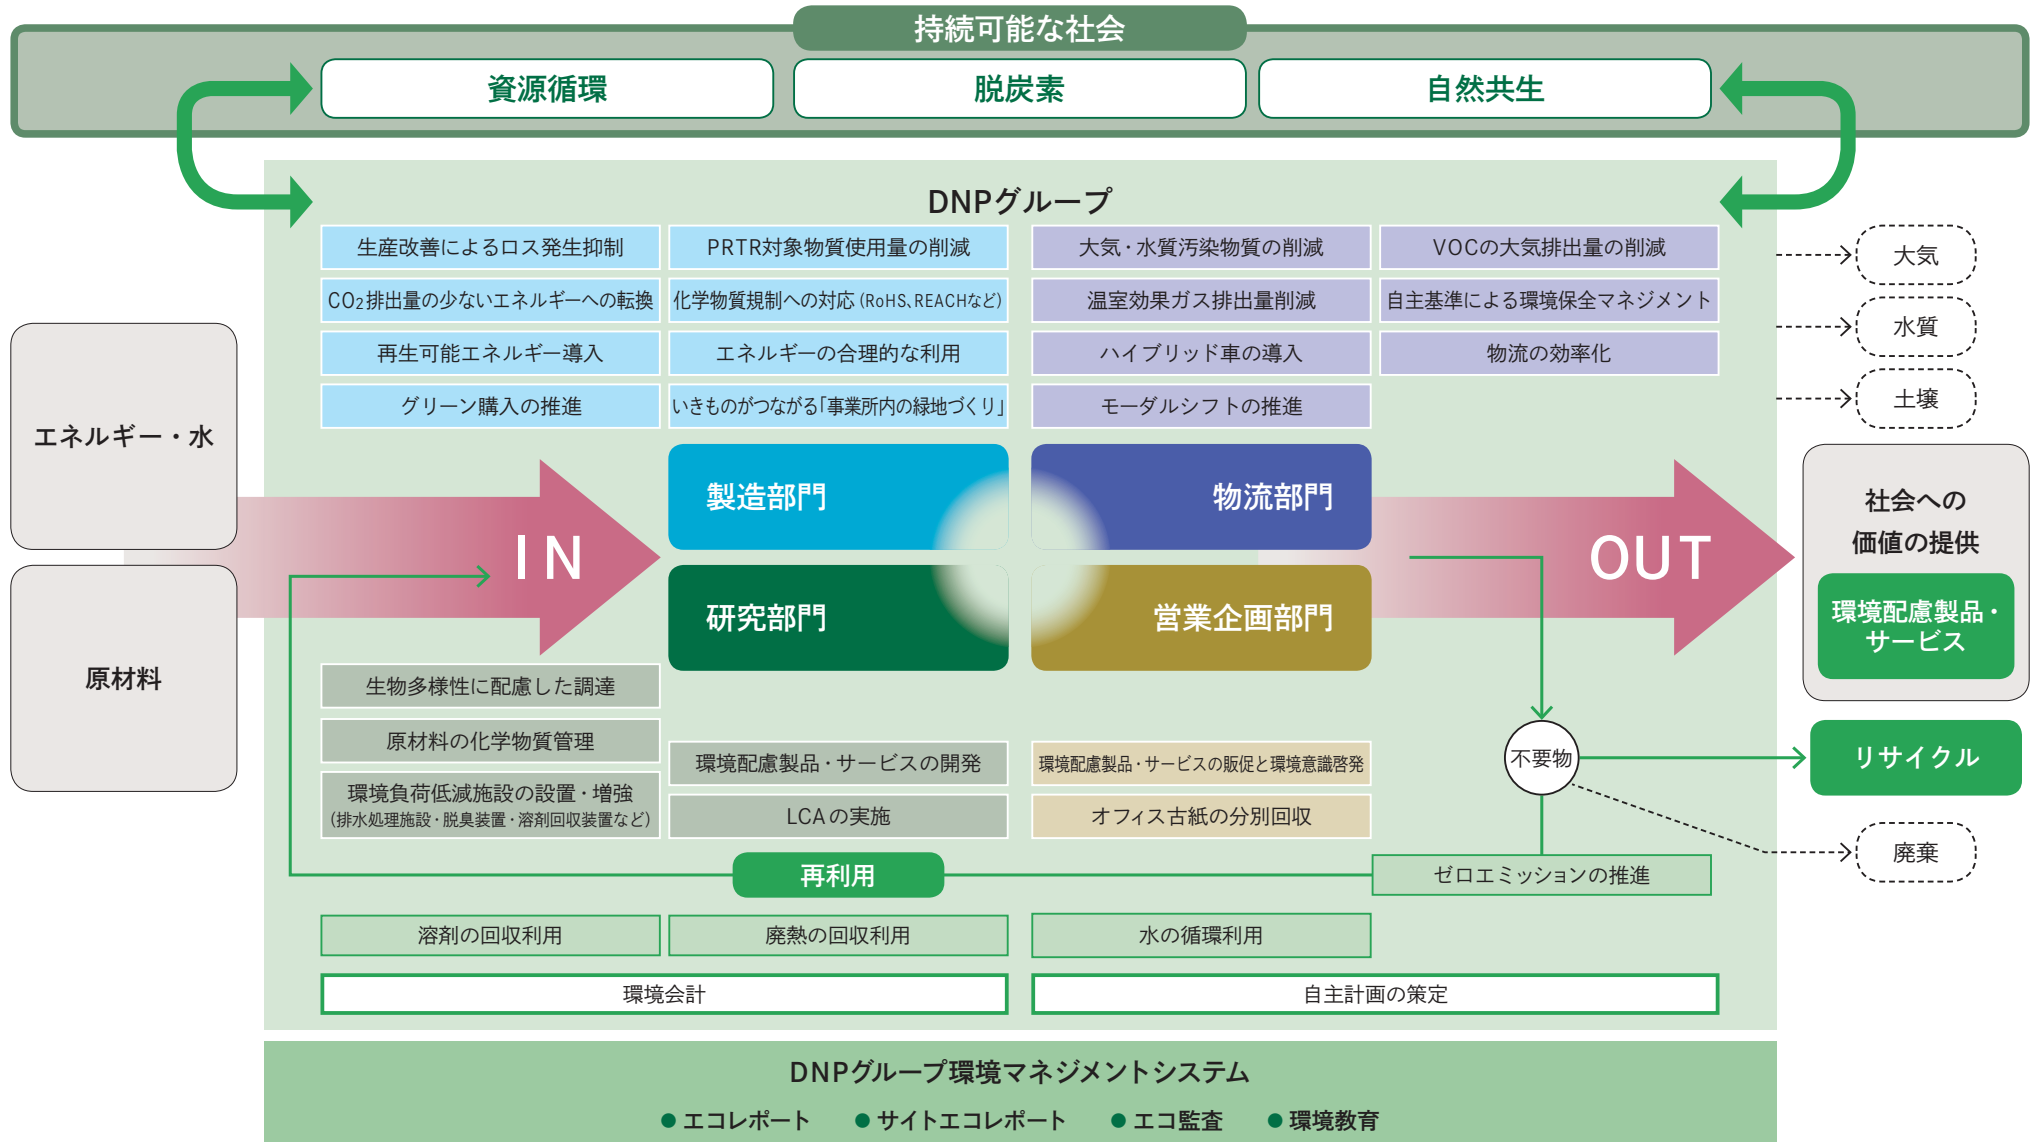 持続可能な社会
資源循環
脱炭素
自然共生
DNPグループ
生産改善によるロス発生抑制
PRTR対象物質使用量の削減
大気・水質汚染物質の削減
VOCの大気排出量の削減
CO2排出量の少ないエネルギーへの転換
化学物質規制への対応(RoHS、REACHなど)
温室効果ガス排出量削減
自主基準による環境保全マネジメント
再生可能エネルギー導入
エネルギーの合理的な利用
ハイブリッド車の導入
物流の効率化
グリーン購入の推進
いきものがつながる「事業所内の緑地づくり」
モーダルシフトの推進
大気
水質
土壌
エネルギー・水
原材料
IN
製造部門
物流部門
研究部門
営業企画部門
OUT
社会への
価値の提供
環境配慮製品・
サービス
生物多様性に配慮した調達
原材料の化学物質管理
環境負荷低減施設の設置・増強
(排水処理施設・脱臭装置・溶剤回収装置など)
環境配慮製品・サービスの開発
LCAの実施
環境配慮製品・サービスの販促と環境意識啓発
オフィス古紙の分別回収
不要物
リサイクル
廃棄
再利用
ゼロエミッションの推進
溶剤の回収利用
廃熱の回収利用
水の循環利用
環境会計
自主計画の策定
DNPグループ環境マネジメントシステム
● エコレポート ● サイトエコレポート ● エコ監査 ● 環境教育